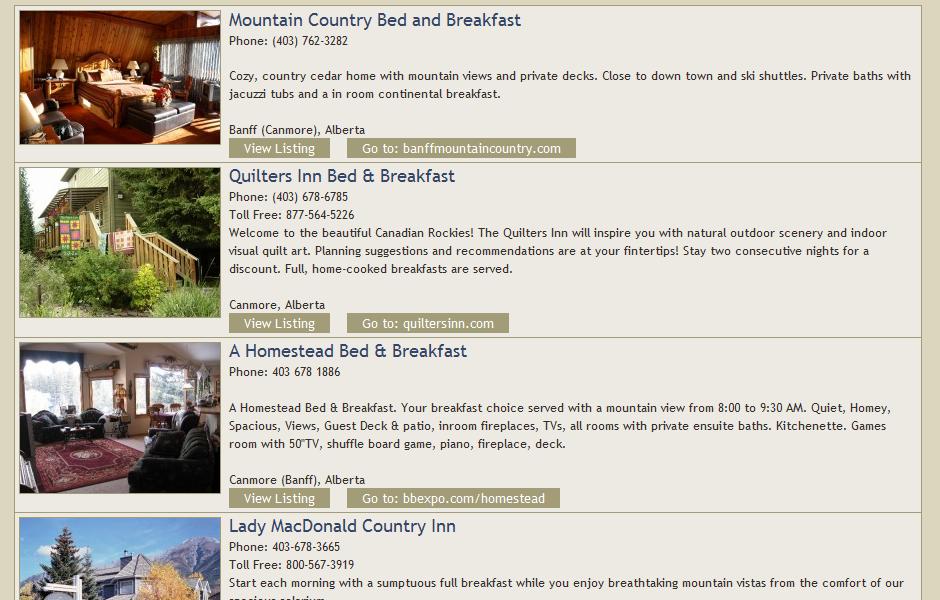 Mountain Country Bed and Breakfast
Phone: (403) 762-3282
Cozy, country cedar home with mountain views and private decks. Close to down town and ski shuttles. Private baths with
jacuzzi tubs and a in room continental breakfast.
Banff (Canmore), Alberta
View Listing Go to: banffmountaincountry.com
Quilters Inn Bed & Breakfast
Phone: (403) 678-6785
Toll Free: 877-564-5226
Welcome to the beautiful Canadian Rockies! The Quilters Inn will inspire you with natural outdoor scenery and indoor
visual quilt art. Planning suggestions and recommendations are at your fintertips! Stay two consecutive nights for a
discount. Full, home-cooked breakfasts are served.
Canmore, Alberta
View Listing Go to: quiltersinn.com
A Homestead Bed & Breakfast
Phone: 403 678 1886
A Homestead Bed & Breakfast. Your breakfast choice served with a mountain view from 8:00 to 9:30 AM. Quiet, Homey,
Spacious, Views, Guest Deck & patio, inroom fireplaces, TVs, all rooms with private ensuite baths. Kitchenette. Games
room with 50"TV, shuffle board game, piano, fireplace, deck.
Canmore (Banff), Alberta
View Listing Go to: bbexpo.com/homestead
Lady MacDonald Country Inn
Phone: 403-678-3665
Toll Free: 800-567-3919
Start each morning with a sumptuous full breakfast while you enjoy breathtaking mountain vistas from the comfort of our